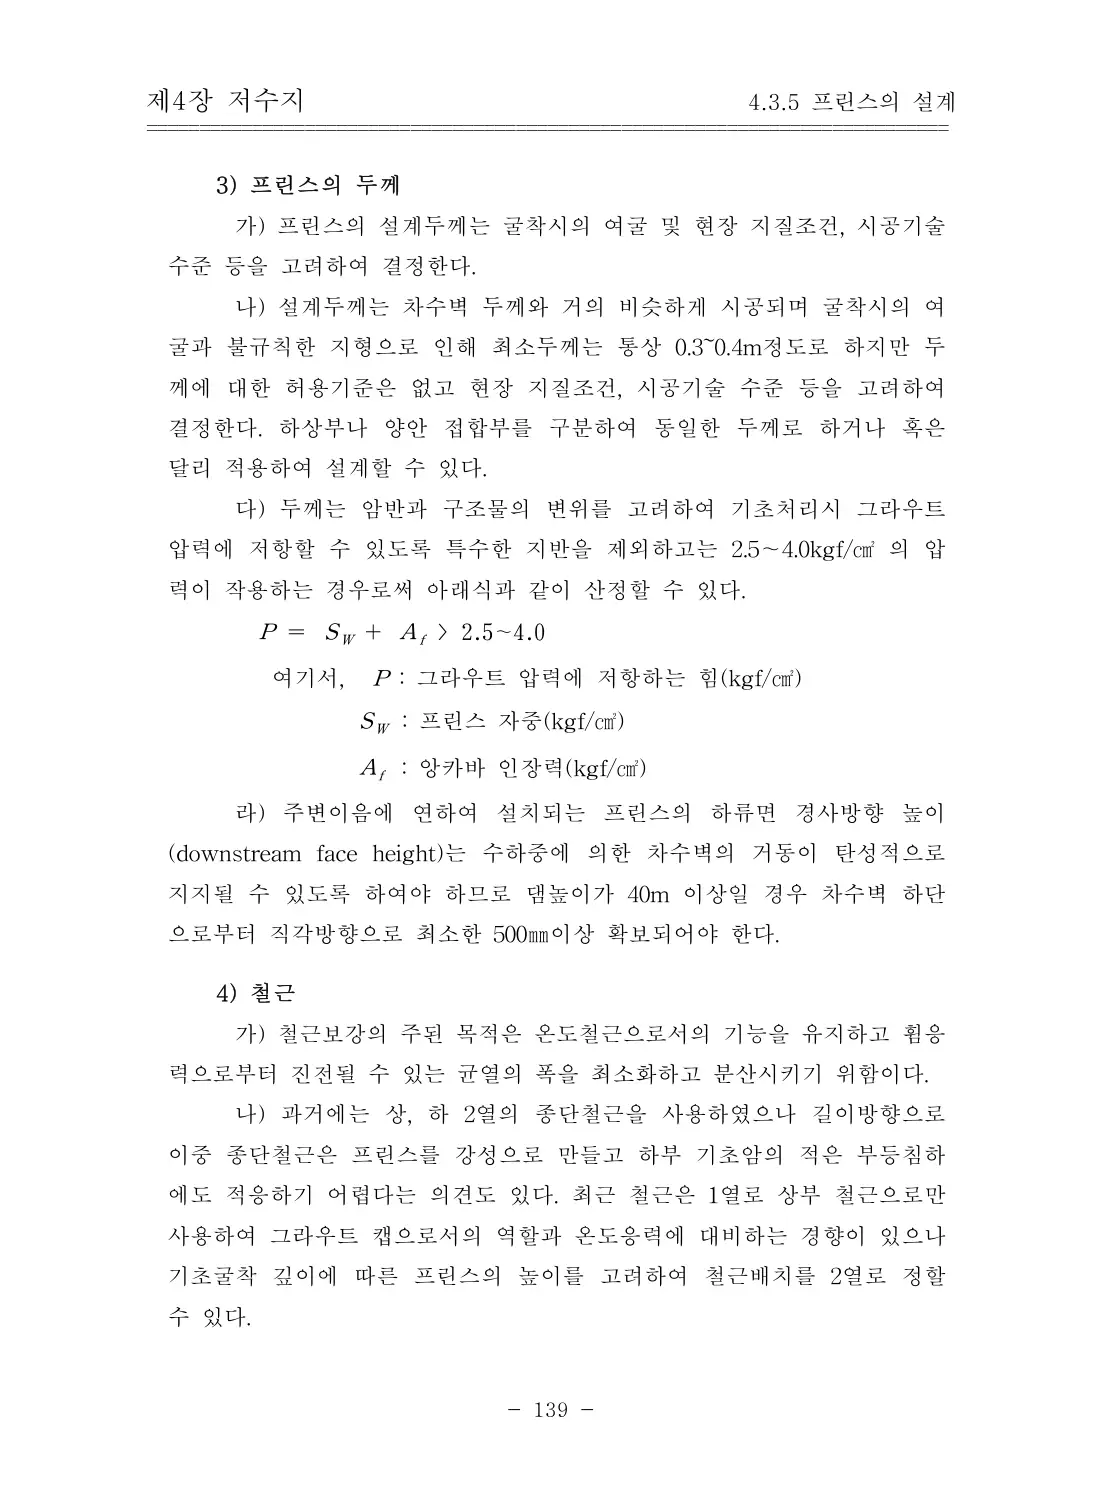 제4장 저수지
4.3.5 프린스의 설계
3) 프린스의 두께
가) 프린스의 설계두께는 굴착시의 여굴 및 현장 지질조건, 시공기술
수준 등을 고려하여 결정한다.
나) 설계두께는 차수벽 두께와 거의 비슷하게 시공되며 굴착시의 여
굴과 불규칙한 지형으로 인해 최소두께는 통상 0.3~0.4m정도로 하지만 두
께에 대한 허용기준은 없고 현장 지질조건, 시공기술 수준 등을 고려하여
결정한다. 하상부나 양안 접합부를 구분하여 동일한 두께로 하거나 혹은
달리 적용하여 설계할 수 있다.
다) 두께는 암반과 구조물의 변위를 고려하여 기초처리시 그라우트
압력에 저항할 수 있도록 특수한 지반을 제외하고는 2.5∼4.0kgf/㎠ 의 압
력이 작용하는 경우로써 아래식과 같이 산정할 수 있다.
P = S_W + A_f > 2.5∼4.0
여기서, P : 그라우트 압력에 저항하는 힘(kgf/㎠)
S_W : 프린스 자중(kgf/㎠)
A_f : 앙카바 인장력(kgf/㎠)
라) 주변이음에 연하여 설치되는 프린스의 하류면 경사방향 높이
(downstream face height)는 수하중에 의한 차수벽의 거동이 탄성적으로
지지될 수 있도록 하여야 하므로 댐높이가 40m 이상일 경우 차수벽 하단
으로부터 직각방향으로 최소한 500㎜이상 확보되어야 한다.
4) 철근
가) 철근보강의 주된 목적은 온도철근으로서의 기능을 유지하고 휨응
력으로부터 진전될 수 있는 균열의 폭을 최소화하고 분산시키기 위함이다.
나) 과거에는 상, 하 2열의 종단철근을 사용하였으나 길이방향으로
이중 종단철근은 프린스를 강성으로 만들고 하부 기초암의 적은 부등침하
에도 적응하기 어렵다는 의견도 있다. 최근 철근은 1열로 상부 철근으로만
사용하여 그라우트 캡으로서의 역할과 온도응력에 대비하는 경향이 있으나
기초굴착 깊이에 따른 프린스의 높이를 고려하여 철근배치를 2열로 정할
수 있다.
- 139 -